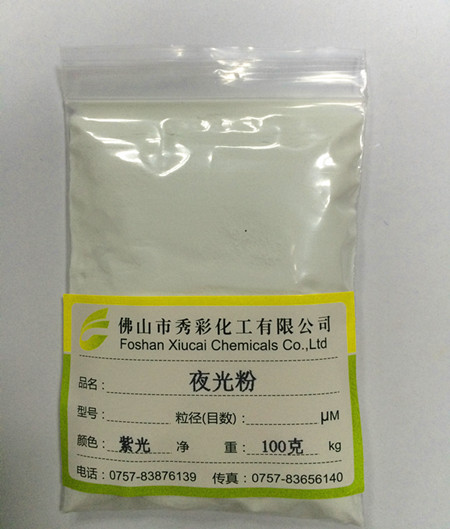 佛山市秀彩化工有限公司
Foshan Xiucai Chemicals Co.,Ltd
品名: 夜光粉
型号: 粒径(目数): μM
颜色: 紫光 净 重: 100克 kg
电话:0757-83876139 传真:0757-83656140